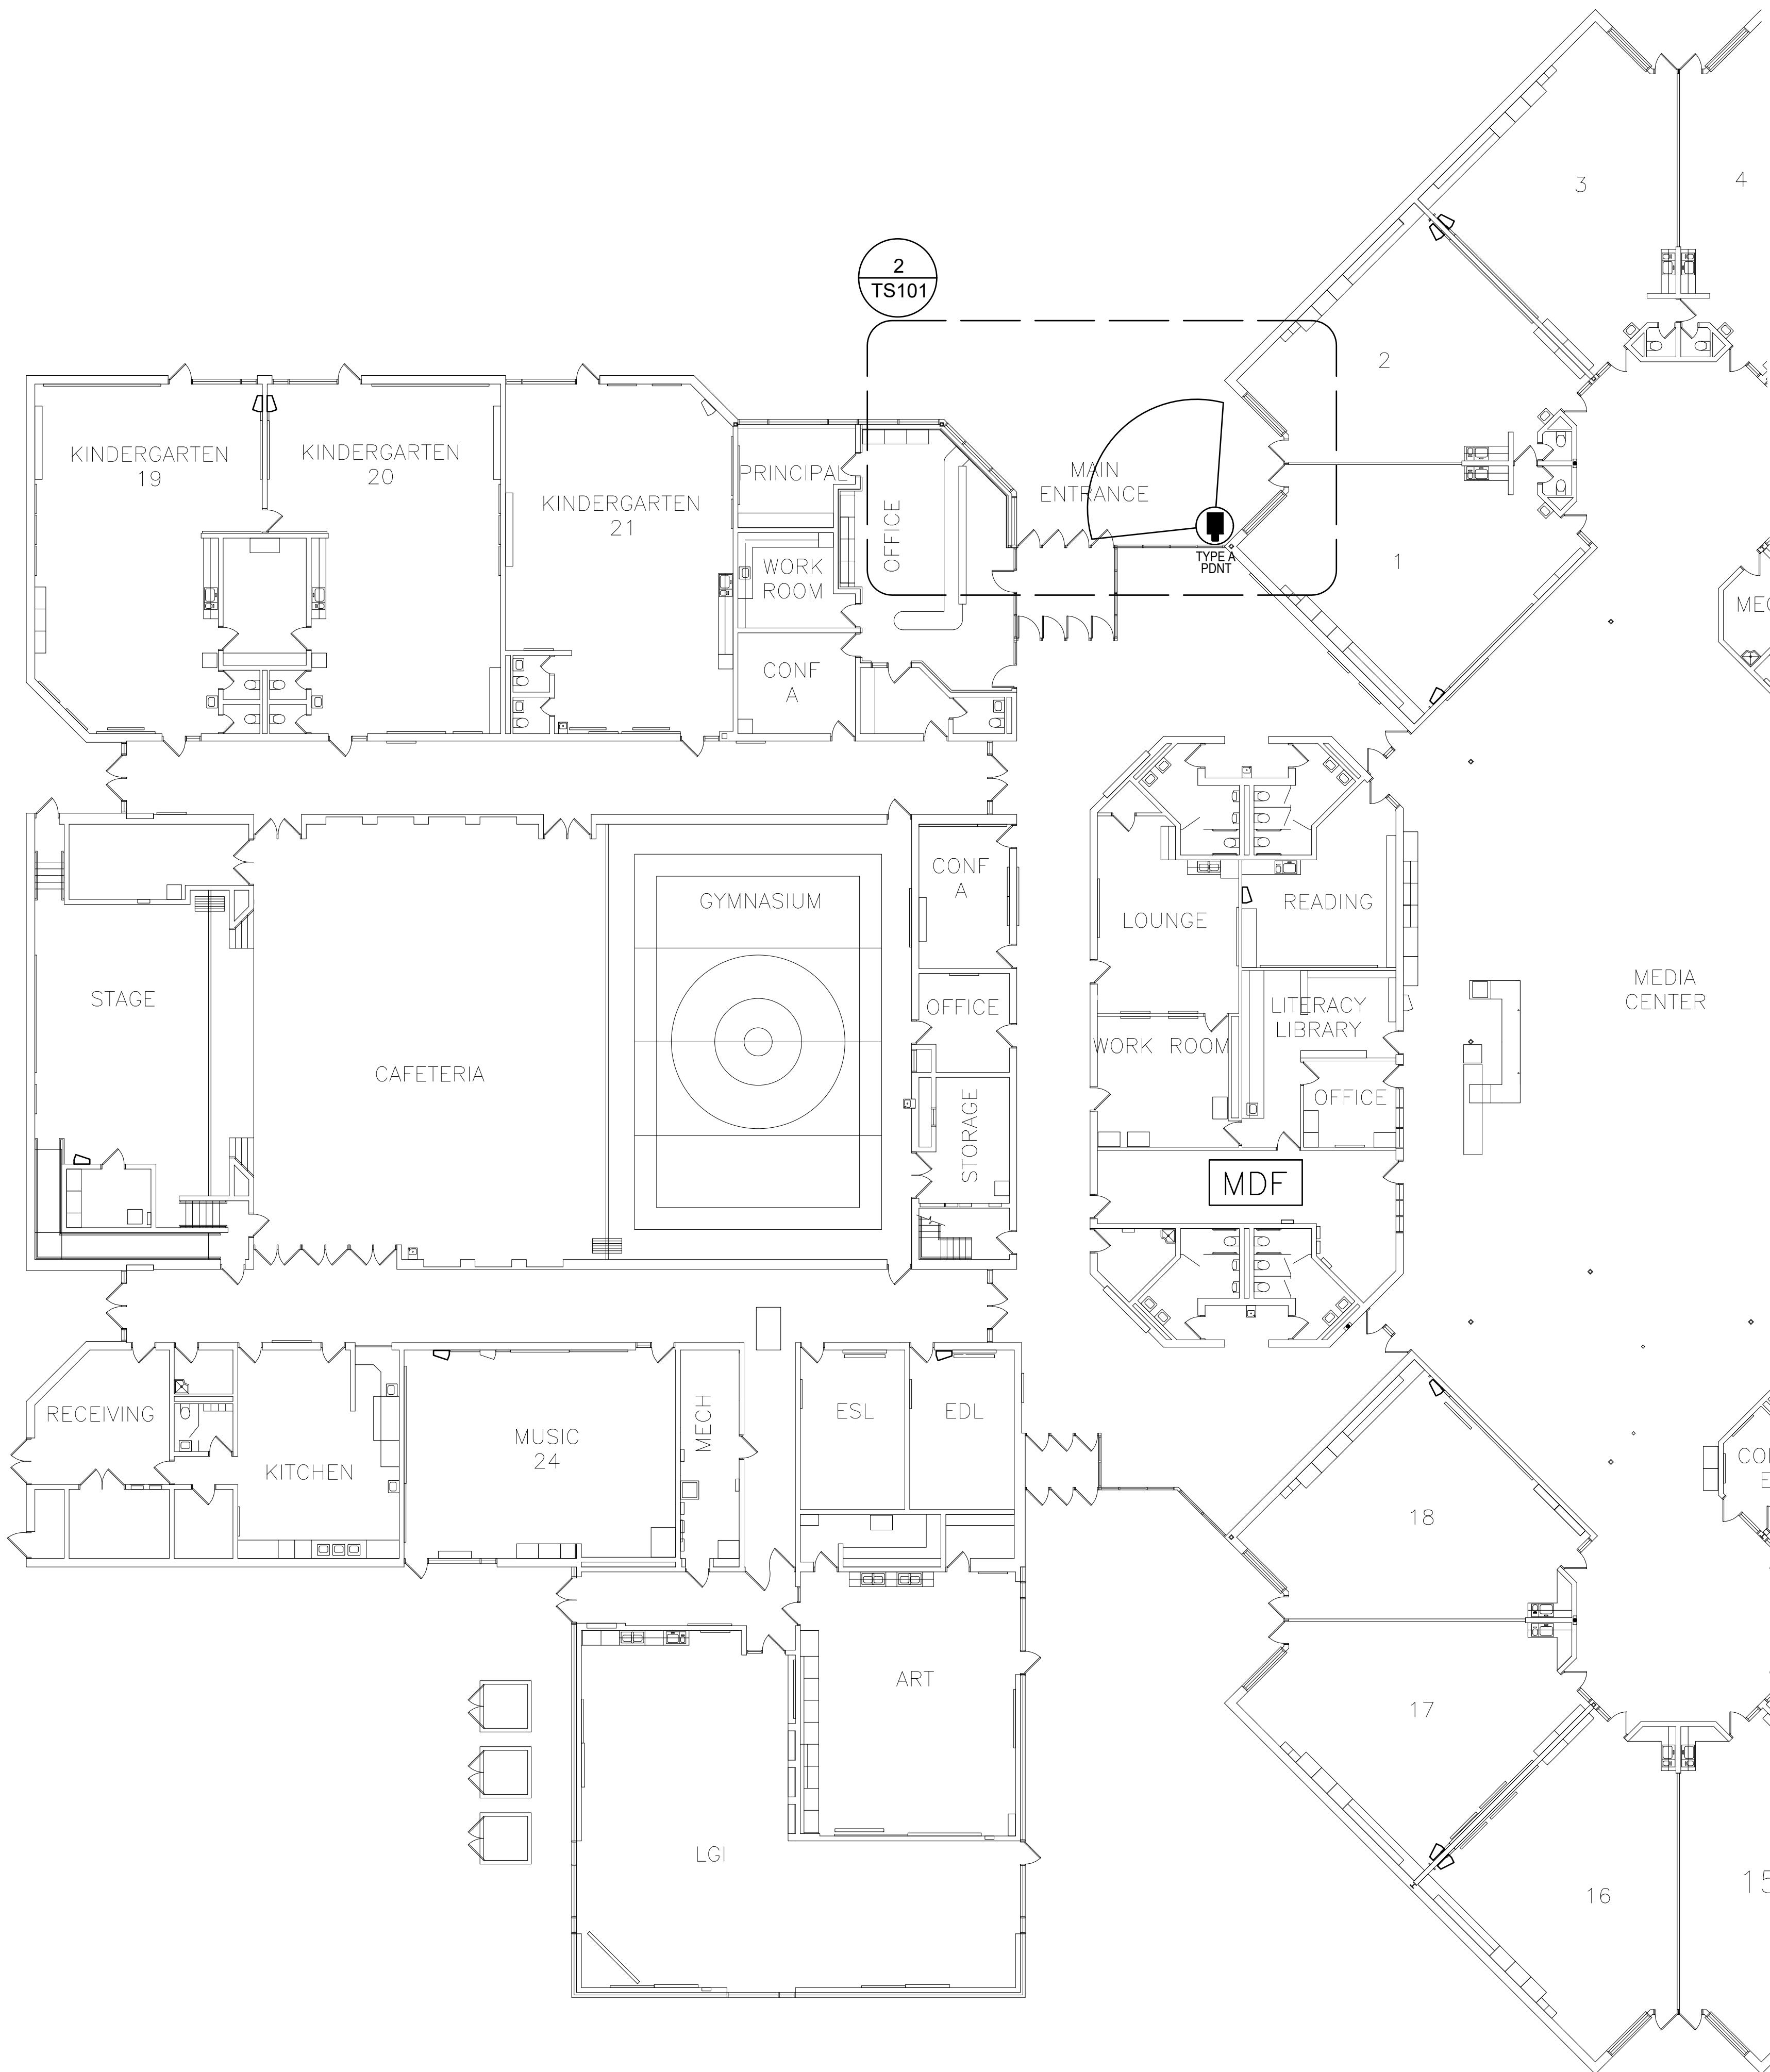 3
4
2
TS101
2
KINDERGARTEN
19
KINDERGARTEN
20
KINDERGARTEN
21
PRINCIPAL
OFFICE
MAIN
ENTRANCE
TYPE A
PDNT
1
WORK
ROOM
CONF
A
CONF
A
GYMNASIUM
LOUNGE
READING
STAGE
OFFICE
LITERACY
LIBRARY
MEDIA
CENTER
WORK ROOM
CAFETERIA
OFFICE
STORAGE
MDF
RECEIVING
KITCHEN
MUSIC
24
MECH
ESL
EDL
18
ART
17
LGI
16